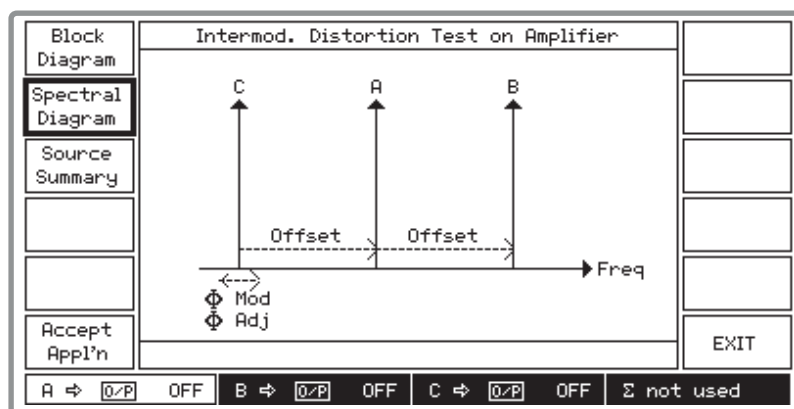 Block
Diagram
Intermod. Distortion Test on Amplifier
Spectral
Diagram
C A B
Source
Summary
Offset Offset
Freq
Φ Mod
Φ Adj
Accept
Appl'n
EXIT
A ⇨ O/P OFF B ⇨ O/P OFF C ⇨ O/P OFF Σ not used